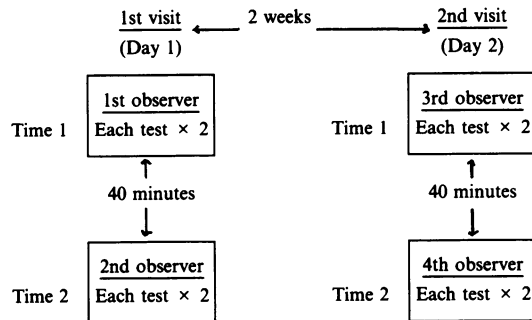 1st visit
2 weeks
2nd visit
(Day 1)
(Day 2)
1st observer
3rd observer
Time 1
Each test × 2
Time 1
Each test × 2
40 minutes
40 minutes
2nd observer
4th observer
Time 2
Each test × 2
Time 2
Each test × 2